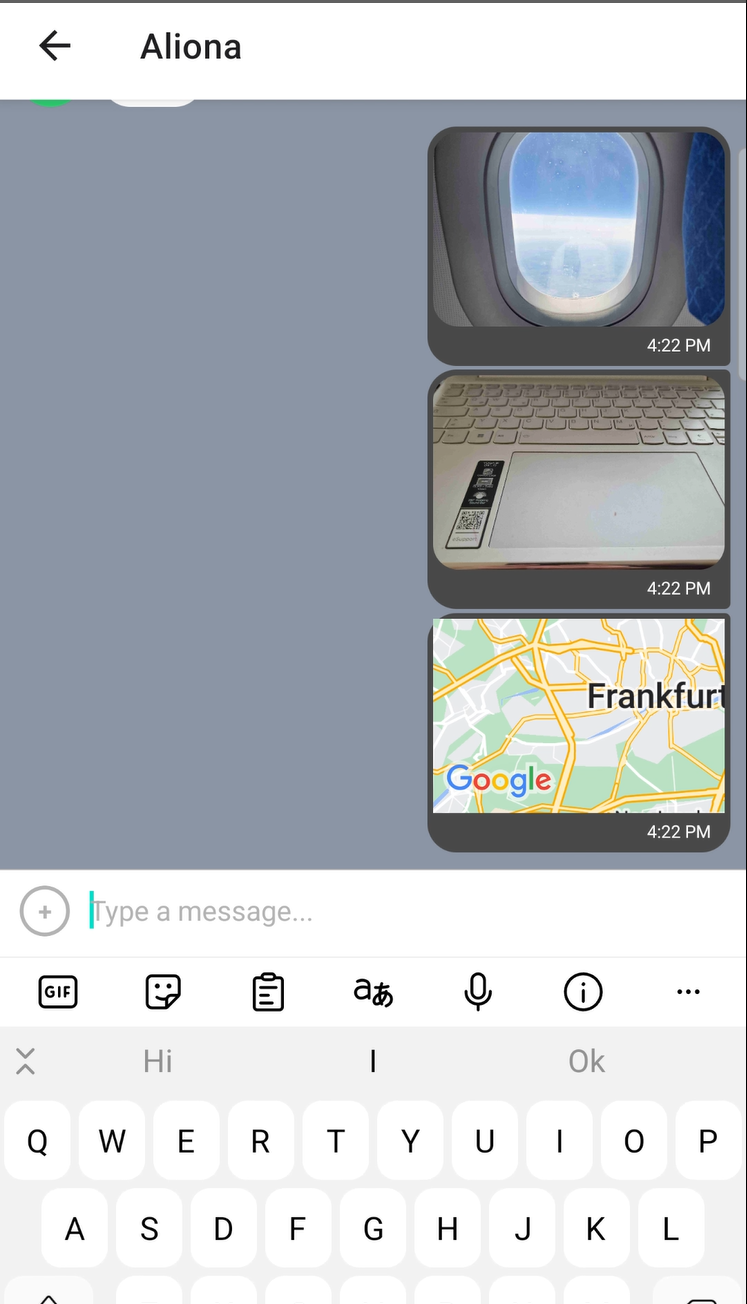 Aliona
4:22 PM
4:22 PM
Frankfurt
Google
4:22 PM
Type a message...
GIF
aあ
Hi I Ok
Q W E R T Y U I O P
A S D F G H J K L